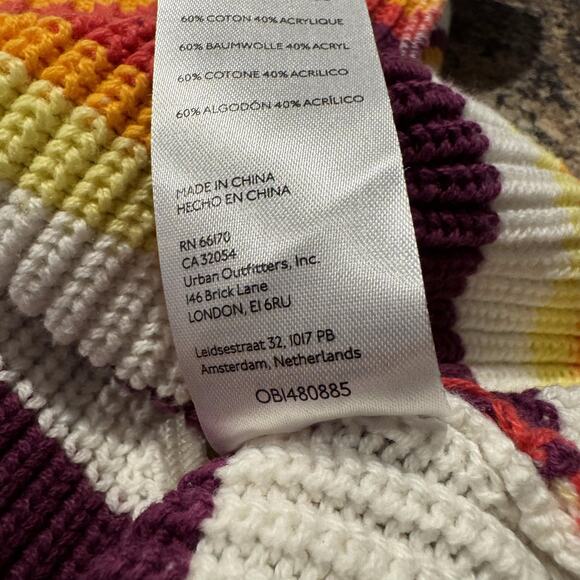 60% COTON 40% ACRYLIQUE
60% BAUMWOLLE 40% ACRYL
60% COTONE 40% ACRILICO
60% ALGODÓN 40% ACRÍLICO
MADE IN CHINA
HECHO EN CHINA
RN 66170
CA 32054
Urban Outfitters, Inc.
146 Brick Lane
LONDON, E1 6RU
Leidsestraat 32, 1017 PB
Amsterdam, Netherlands
OB1480885